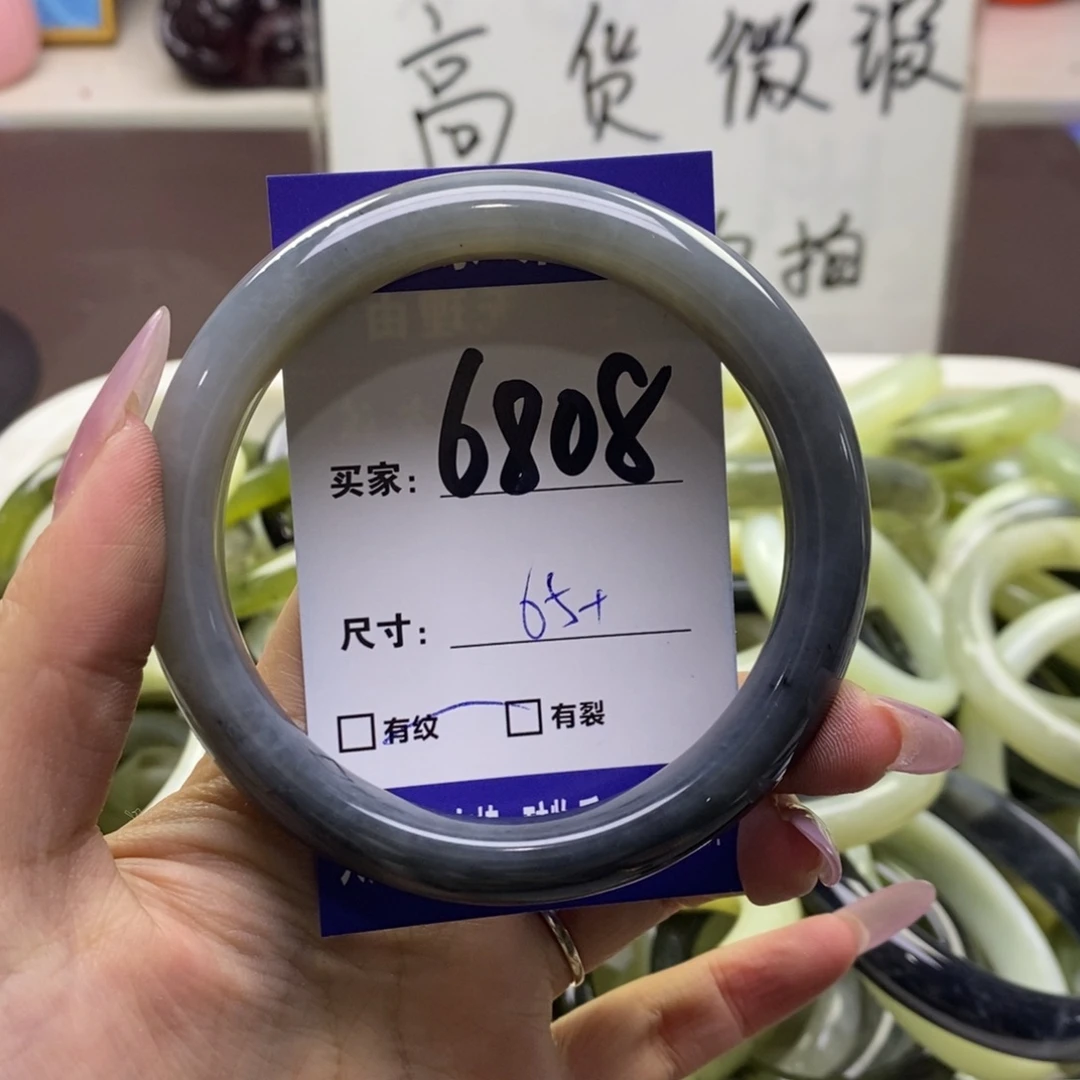 高货微瑕
拍
买家：6808
尺寸：65+
有纹 有裂